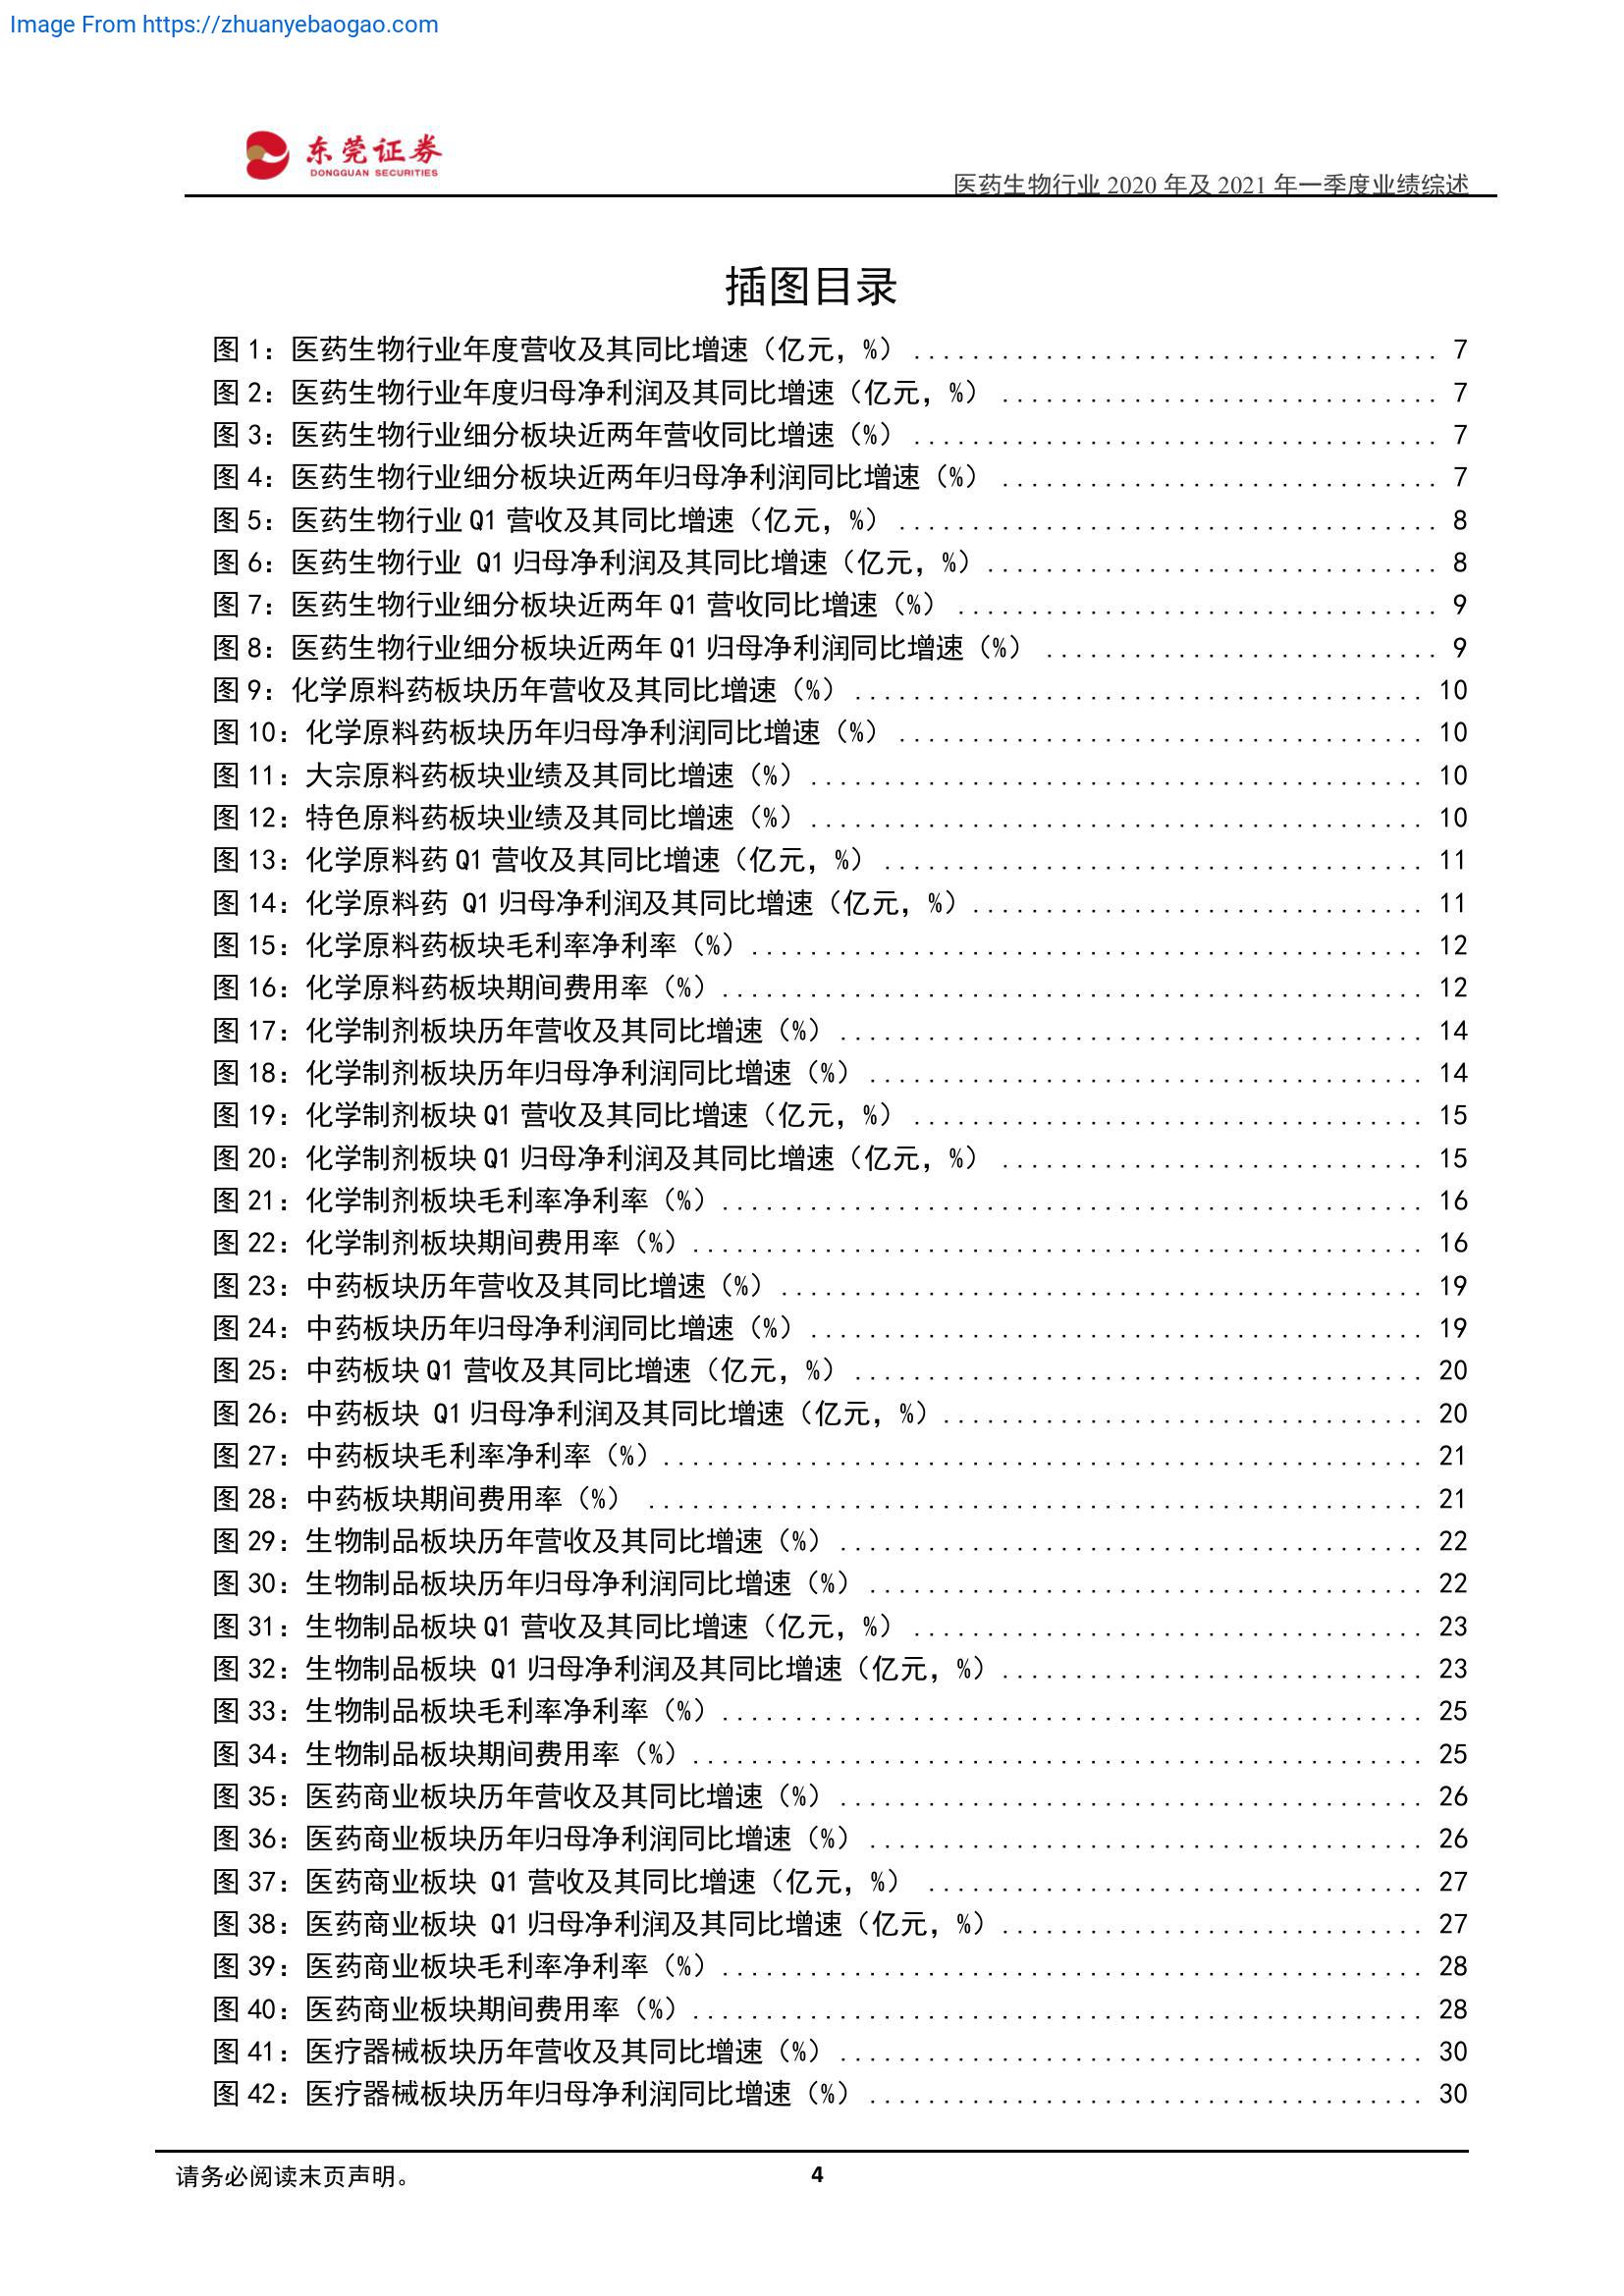 Image From https://zhuanyebaogao.com
东莞证券
DONGGUAN SECURITIES
医药生物行业 2020 年及 2021 年一季度业绩综述
插图目录
图 1：医药生物行业年度营收及其同比增速（亿元，%） .................................... 7
图 2：医药生物行业年度归母净利润及其同比增速（亿元，%） .............................. 7
图 3：医药生物行业细分板块近两年营收同比增速（%） .................................... 7
图 4：医药生物行业细分板块近两年归母净利润同比增速（%） .............................. 7
图 5：医药生物行业 Q1 营收及其同比增速（亿元，%） ..................................... 8
图 6：医药生物行业 Q1 归母净利润及其同比增速（亿元，%） ............................... 8
图 7：医药生物行业细分板块近两年 Q1 营收同比增速（%） ................................. 9
图 8：医药生物行业细分板块近两年 Q1 归母净利润同比增速（%） ........................... 9
图 9：化学原料药板块历年营收及其同比增速（%） ....................................... 10
图 10：化学原料药板块历年归母净利润同比增速（%） .................................... 10
图 11：大宗原料药板块业绩及其同比增速（%） .......................................... 10
图 12：特色原料药板块业绩及其同比增速（%） .......................................... 10
图 13：化学原料药 Q1 营收及其同比增速（亿元，%） ..................................... 11
图 14：化学原料药 Q1 归母净利润及其同比增速（亿元，%） ............................... 11
图 15：化学原料药板块毛利率净利率（%） .............................................. 12
图 16：化学原料药板块期间费用率（%） ................................................ 12
图 17：化学制剂板块历年营收及其同比增速（%） ........................................ 14
图 18：化学制剂板块历年归母净利润同比增速（%） ...................................... 14
图 19：化学制剂板块 Q1 营收及其同比增速（亿元，%） ................................... 15
图 20：化学制剂板块 Q1 归母净利润及其同比增速（亿元，%） ............................. 15
图 21：化学制剂板块毛利率净利率（%） ................................................ 16
图 22：化学制剂板块期间费用率（%） .................................................. 16
图 23：中药板块历年营收及其同比增速（%） ............................................ 19
图 24：中药板块历年归母净利润同比增速（%） .......................................... 19
图 25：中药板块 Q1 营收及其同比增速（亿元，%） ....................................... 20
图 26：中药板块 Q1 归母净利润及其同比增速（亿元，%） ................................. 20
图 27：中药板块毛利率净利率（%） .................................................... 21
图 28：中药板块期间费用率（%） ..................................................... 21
图 29：生物制品板块历年营收及其同比增速（%） ........................................ 22
图 30：生物制品板块历年归母净利润同比增速（%） ...................................... 22
图 31：生物制品板块 Q1 营收及其同比增速（亿元，%） ................................... 23
图 32：生物制品板块 Q1 归母净利润及其同比增速（亿元，%） ............................. 23
图 33：生物制品板块毛利率净利率（%） ................................................ 25
图 34：生物制品板块期间费用率（%） .................................................. 25
图 35：医药商业板块历年营收及其同比增速（%） ........................................ 26
图 36：医药商业板块历年归母净利润同比增速（%） ...................................... 26
图 37：医药商业板块 Q1 营收及其同比增速（亿元，%） .................................. 27
图 38：医药商业板块 Q1 归母净利润及其同比增速（亿元，%） ............................. 27
图 39：医药商业板块毛利率净利率（%） ................................................ 28
图 40：医药商业板块期间费用率（%） .................................................. 28
图 41：医疗器械板块历年营收及其同比增速（%） ........................................ 30
图 42：医疗器械板块历年归母净利润同比增速（%） ...................................... 30
请务必阅读末页声明。
4